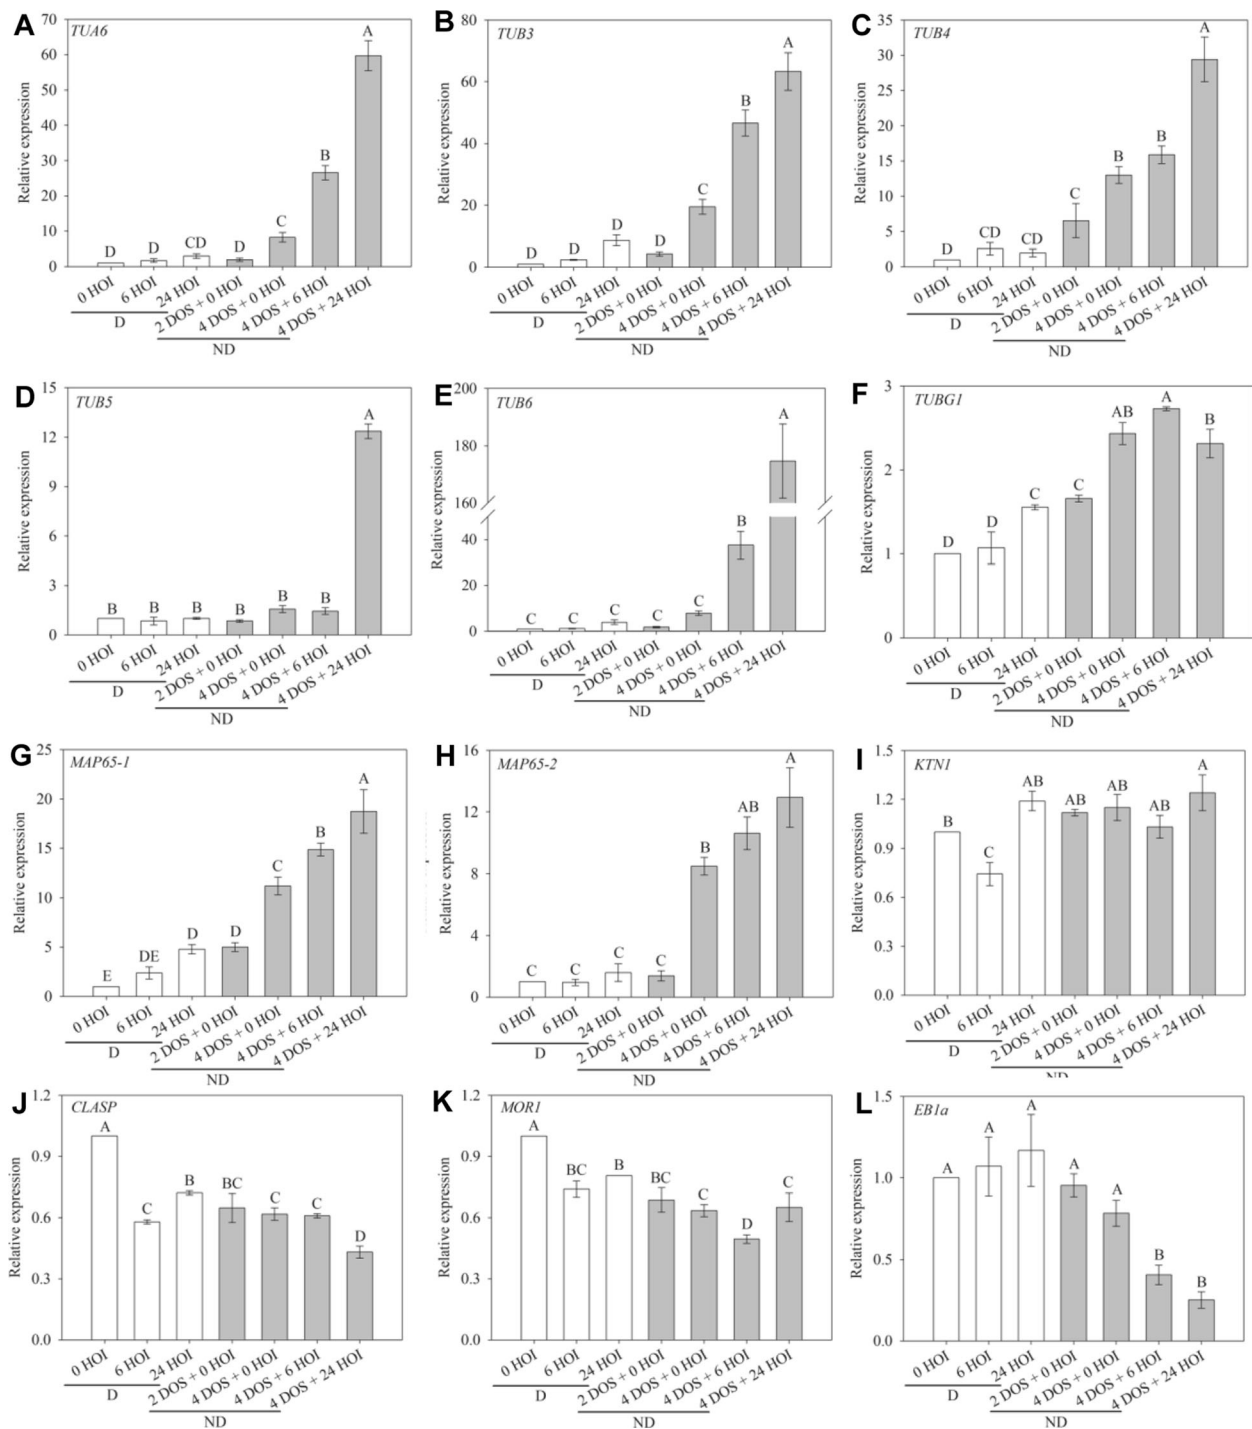 A
TUA6
Relative expression
70
60
50
40
30
20
10
0
D
D
CD
D
C
B
A
0 HOI
6 HOI
24 HOI
2 DOS + 0 HOI
4 DOS + 0 HOI
4 DOS + 6 HOI
4 DOS + 24 HOI
D
ND
B
TUB3
Relative expression
80
60
40
20
0
D
D
D
D
C
B
A
0 HOI
6 HOI
24 HOI
2 DOS + 0 HOI
4 DOS + 0 HOI
4 DOS + 6 HOI
4 DOS + 24 HOI
D
ND
C
TUB4
Relative expression
35
30
25
20
15
10
5
0
D
CD
CD
C
B
B
A
0 HOI
6 HOI
24 HOI
2 DOS + 0 HOI
4 DOS + 0 HOI
4 DOS + 6 HOI
4 DOS + 24 HOI
D
ND
D
TUB5
Relative expression
15
12
9
6
3
0
B
B
B
B
B
B
A
0 HOI
6 HOI
24 HOI
2 DOS + 0 HOI
4 DOS + 0 HOI
4 DOS + 6 HOI
4 DOS + 24 HOI
D
ND
E
TUB6
Relative expression
200
180
160
40
20
0
C
C
C
C
C
B
A
0 HOI
6 HOI
24 HOI
2 DOS + 0 HOI
4 DOS + 0 HOI
4 DOS + 6 HOI
4 DOS + 24 HOI
D
ND
F
TUBG1
Relative expression
3
2
1
0
D
D
C
C
AB
A
B
0 HOI
6 HOI
24 HOI
2 DOS + 0 HOI
4 DOS + 0 HOI
4 DOS + 6 HOI
4 DOS + 24 HOI
D
ND
G
MAP65-1
Relative expression
25
20
15
10
5
0
E
DE
D
D
C
B
A
0 HOI
6 HOI
24 HOI
2 DOS + 0 HOI
4 DOS + 0 HOI
4 DOS + 6 HOI
4 DOS + 24 HOI
D
ND
H
MAP65-2
Relative expression
16
12
8
4
0
C
C
C
C
B
AB
A
0 HOI
6 HOI
24 HOI
2 DOS + 0 HOI
4 DOS + 0 HOI
4 DOS + 6 HOI
4 DOS + 24 HOI
D
ND
I
KTN1
Relative expression
1.5
1.2
0.9
0.6
0.3
0.0
B
C
AB
AB
AB
AB
A
0 HOI
6 HOI
24 HOI
2 DOS + 0 HOI
4 DOS + 0 HOI
4 DOS + 6 HOI
4 DOS + 24 HOI
D
ND
J
CLASP
Relative expression
1.2
0.9
0.6
0.3
0.0
A
C
B
BC
C
C
D
0 HOI
6 HOI
24 HOI
2 DOS + 0 HOI
4 DOS + 0 HOI
4 DOS + 6 HOI
4 DOS + 24 HOI
D
ND
K
MOR1
Relative expression
1.2
0.9
0.6
0.3
0.0
A
BC
B
BC
C
D
C
0 HOI
6 HOI
24 HOI
2 DOS + 0 HOI
4 DOS + 0 HOI
4 DOS + 6 HOI
4 DOS + 24 HOI
D
ND
L
EB1a
Relative expression
1.5
1.0
0.5
0.0
A
A
A
A
A
B
B
0 HOI
6 HOI
24 HOI
2 DOS + 0 HOI
4 DOS + 0 HOI
4 DOS + 6 HOI
4 DOS + 24 HOI
D
ND